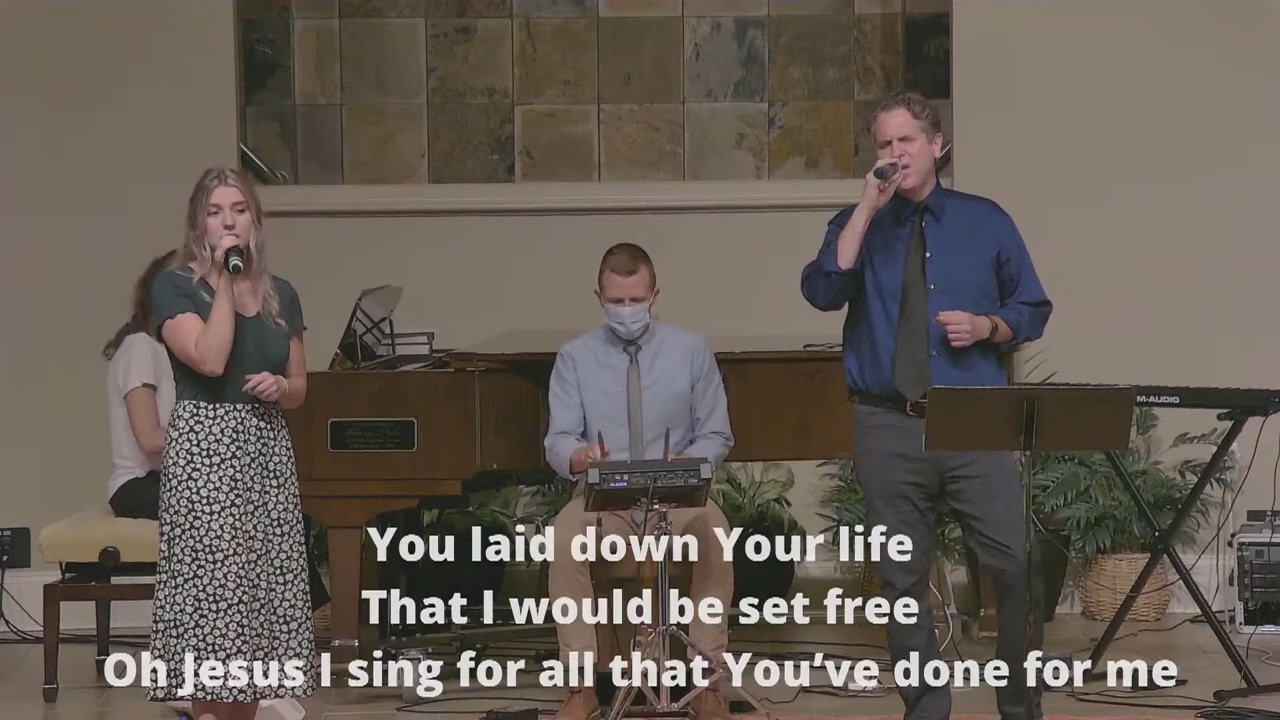 M-AUDIO
You laid down Your life
That I would be set free
Oh Jesus I sing for all that You've done for me